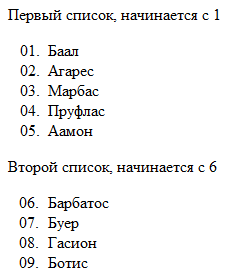 Первый список, начинается с 1
01. Баал
02. Агарес
03. Марбас
04. Пруфлас
05. Аамон
Второй список, начинается с 6
06. Барбатос
07. Буер
08. Гасион
09. Ботис